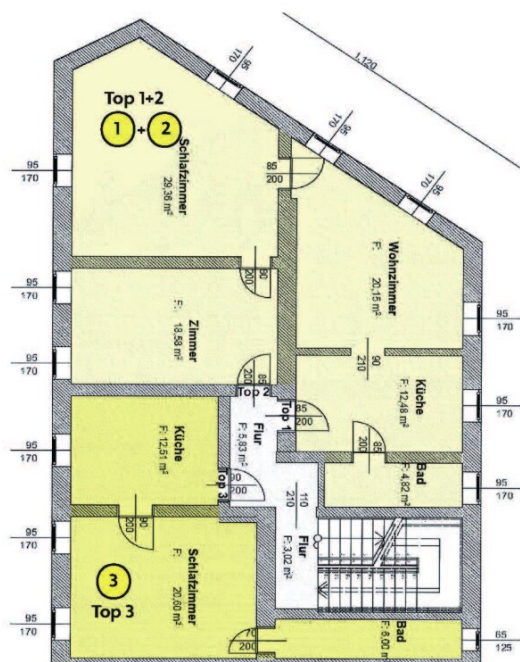 1,120
95
170
95
170
95
170
Top 1+2
1 + 2
Schlafzimmer
29,36 m²
95
170
85
200
Wohnzimmer
F:
20,15 m²
80
200
95
170
Zimmer
F:
18,58 m²
95
170
95
170
90
210
85
200
Top 2
Küche
F: 12,48 m²
95
170
Top 1
85
200
Flur
F: 5,83 m²
Küche
F: 12,51 m²
95
170
85
200
Bad
F: 4,82 m²
95
170
Top 3
90
200
110
210
Flur
F: 3,02 m²
90
200
95
170
Schlafzimmer
F:
20,60 m²
3
Top 3
95
170
70
200
Bad
F: 6,00 m²
65
125